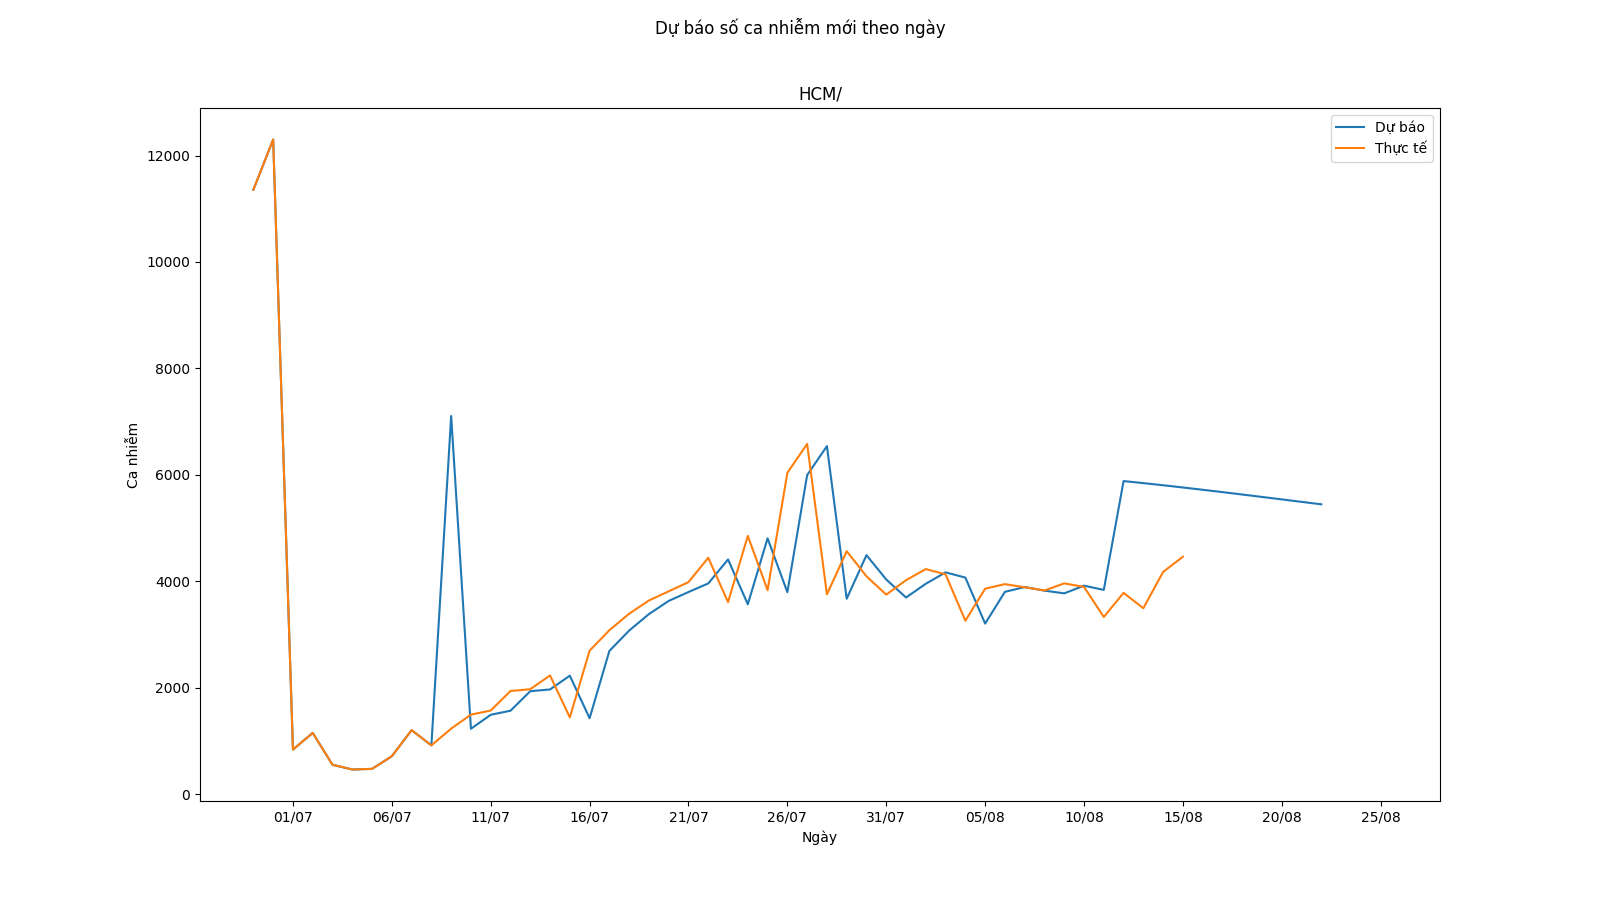 Dự báo số ca nhiễm mới theo ngày
HCM/
Dự báo
Thực tế
12000
10000
8000
6000
4000
2000
0
Ca nhiễm
01/07 06/07 11/07 16/07 21/07 26/07 31/07 05/08 10/08 15/08 20/08 25/08
Ngày